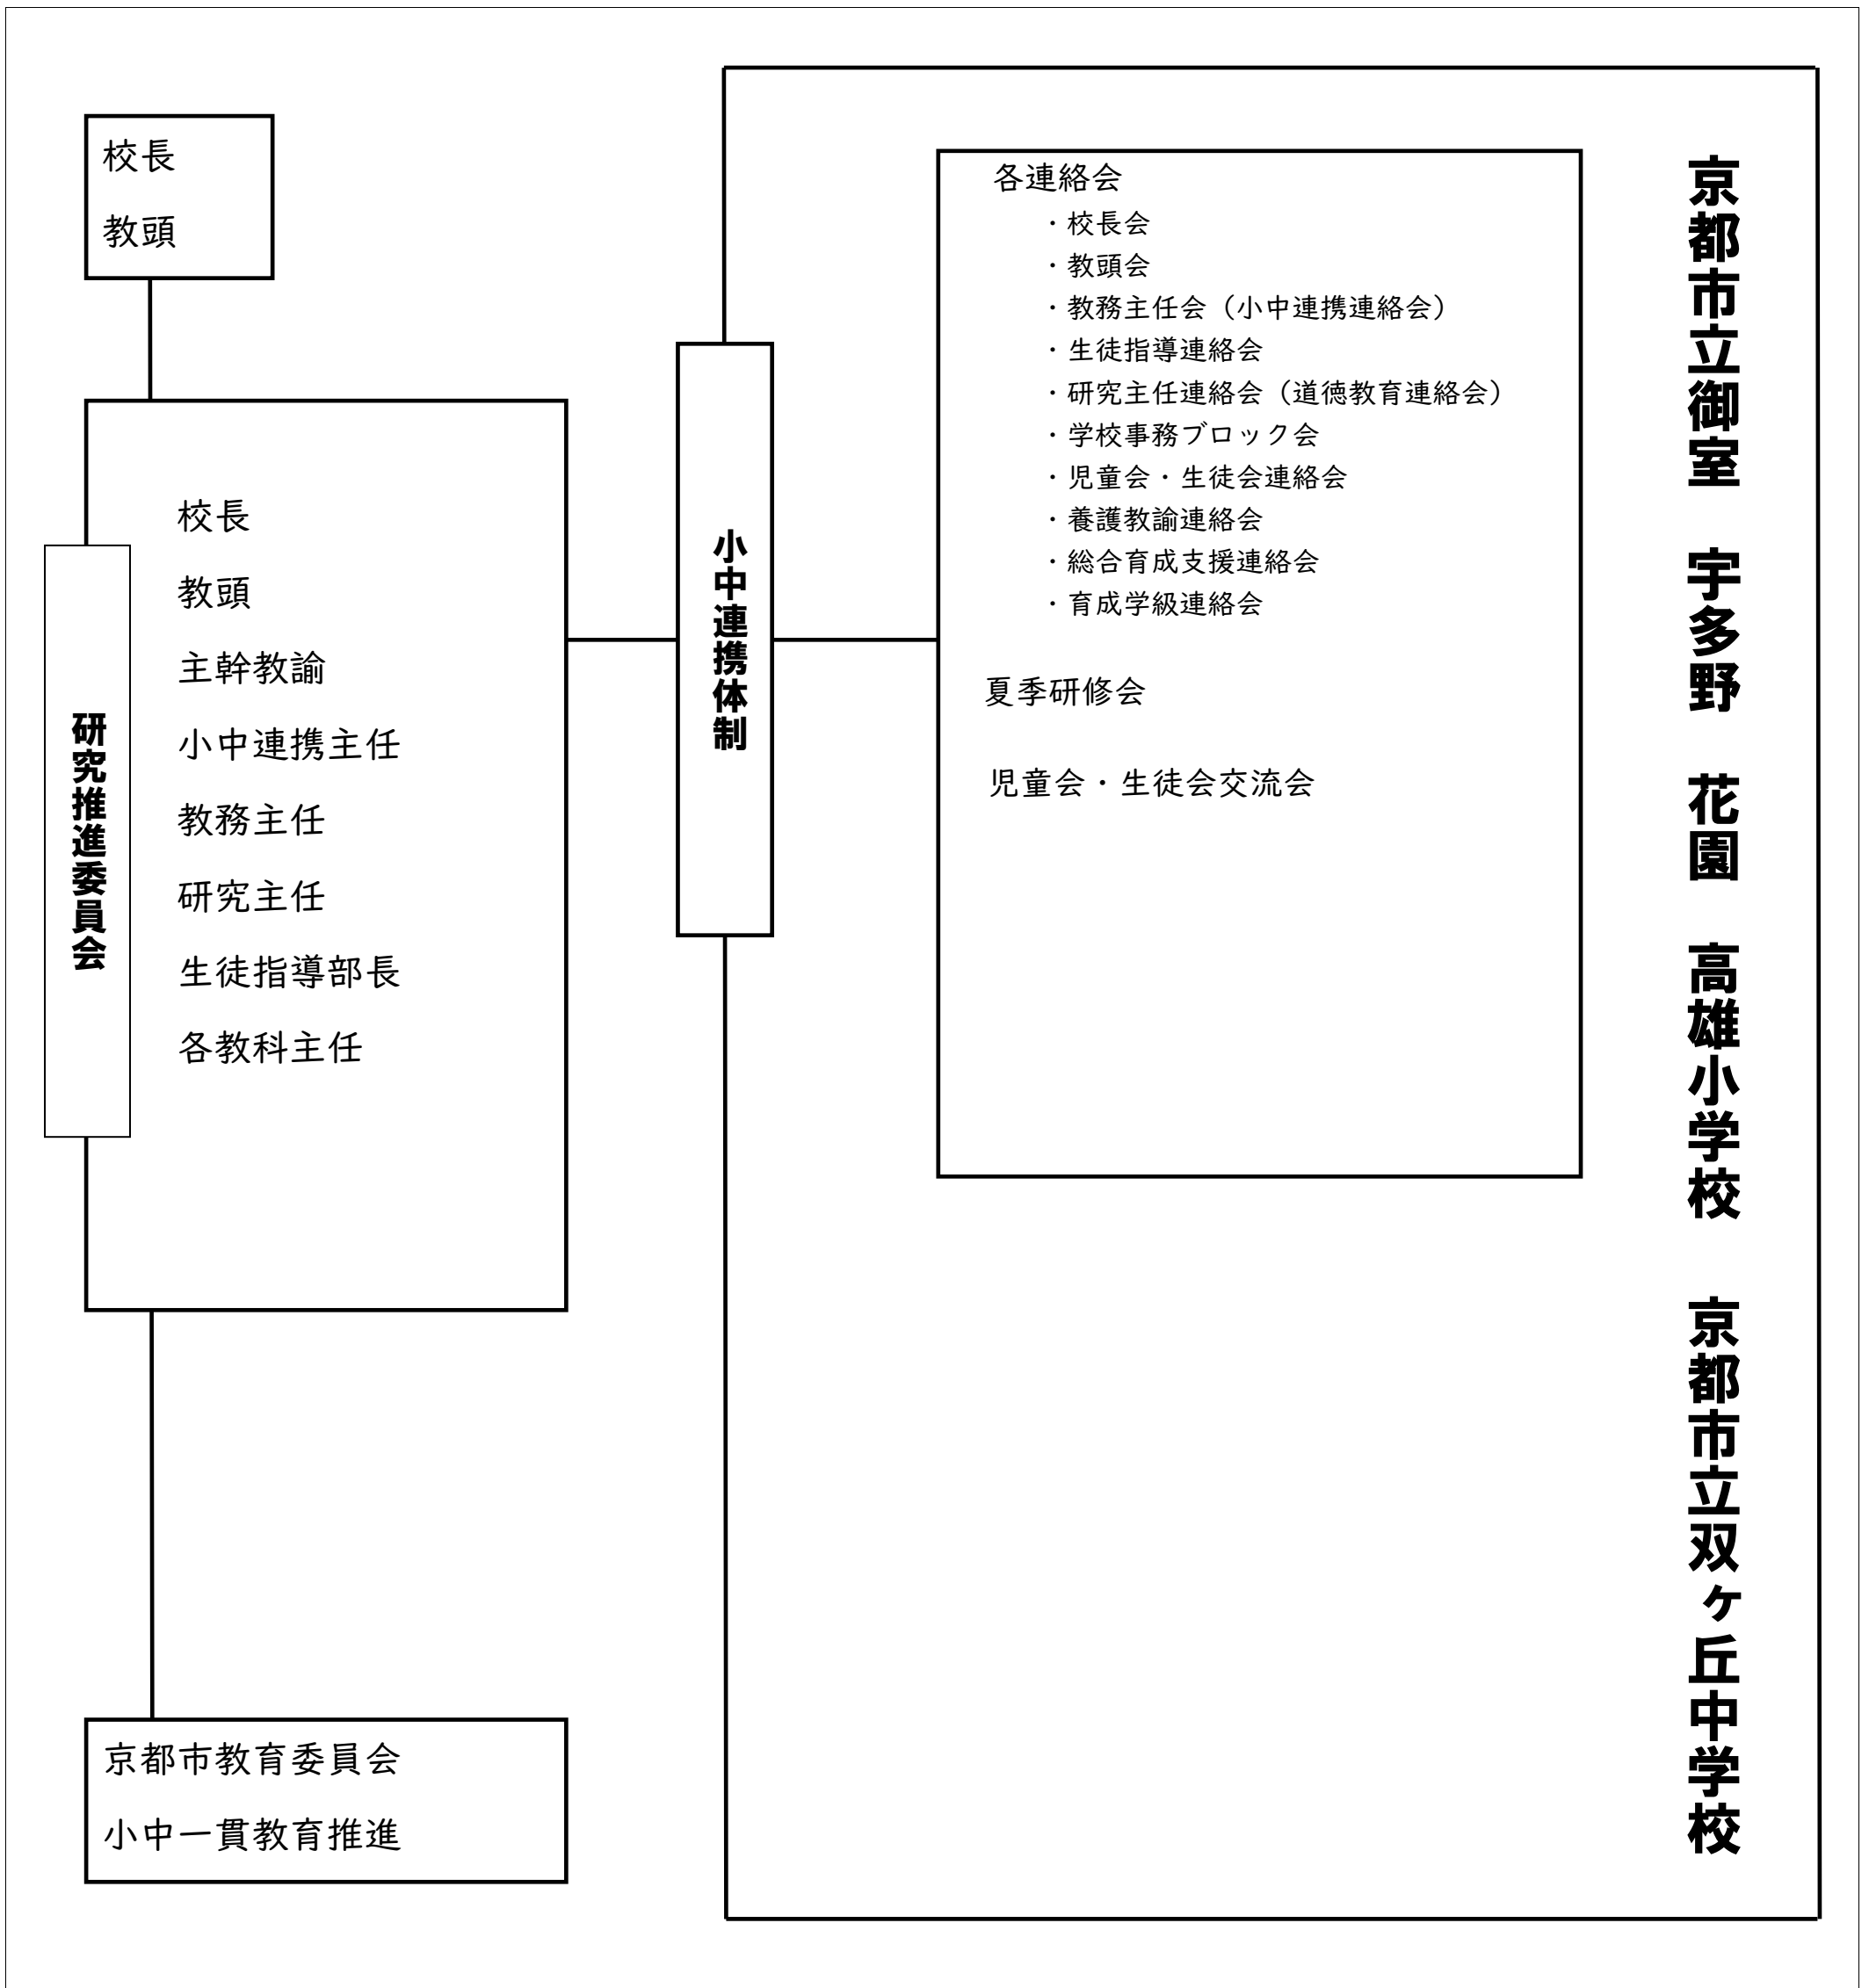 校長
教頭
研究推進委員会
校長
教頭
主幹教諭
小中連携主任
教務主任
研究主任
生徒指導部長
各教科主任
京都市教育委員会
小中一貫教育推進
小中連携体制
各連絡会
・校長会
・教頭会
・教務主任会（小中連携連絡会）
・生徒指導連絡会
・研究主任連絡会（道徳教育連絡会）
・学校事務ブロック会
・児童会・生徒会連絡会
・養護教諭連絡会
・総合育成支援連絡会
・育成学級連絡会
夏季研修会
児童会・生徒会交流会
京都市立御室　宇多野　花園　高雄小学校　京都市立双ヶ丘中学校